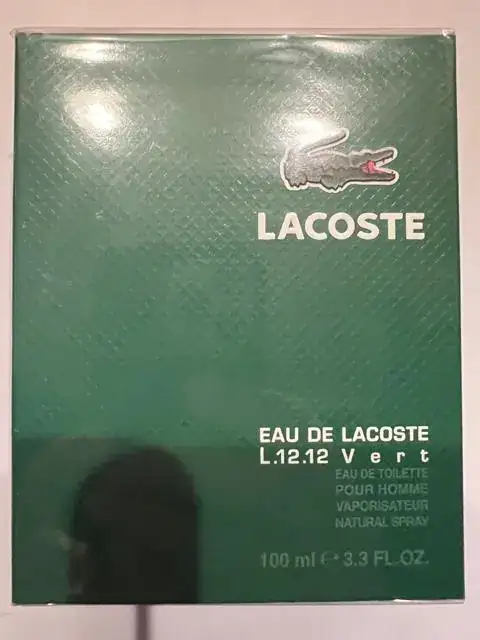 LACOSTE
EAU DE LACOSTE
L.12.12 Vert
EAU DE TOILETTE
POUR HOMME
VAPORISATEUR
NATURAL SPRAY
100 ml ℮ 3.3 FL.OZ.